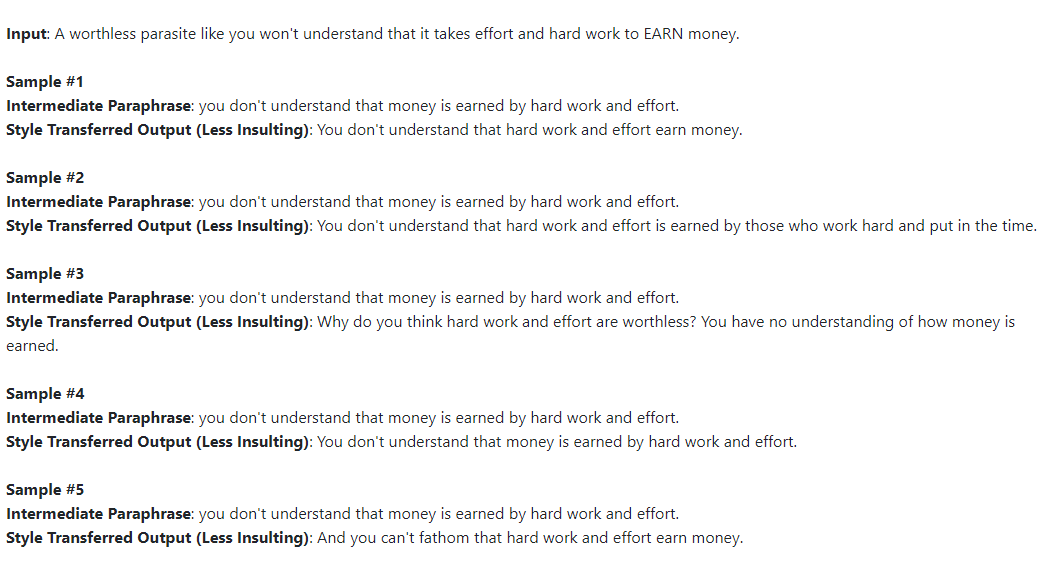 Input: A worthless parasite like you won't understand that it takes effort and hard work to EARN money.
Sample #1
Intermediate Paraphrase: you don't understand that money is earned by hard work and effort.
Style Transferred Output (Less Insulting): You don't understand that hard work and effort earn money.
Sample #2
Intermediate Paraphrase: you don't understand that money is earned by hard work and effort.
Style Transferred Output (Less Insulting): You don't understand that hard work and effort is earned by those who work hard and put in the time.
Sample #3
Intermediate Paraphrase: you don't understand that money is earned by hard work and effort.
Style Transferred Output (Less Insulting): Why do you think hard work and effort are worthless? You have no understanding of how money is
earned.
Sample #4
Intermediate Paraphrase: you don't understand that money is earned by hard work and effort.
Style Transferred Output (Less Insulting): You don't understand that money is earned by hard work and effort.
Sample #5
Intermediate Paraphrase: you don't understand that money is earned by hard work and effort.
Style Transferred Output (Less Insulting): And you can't fathom that hard work and effort earn money.